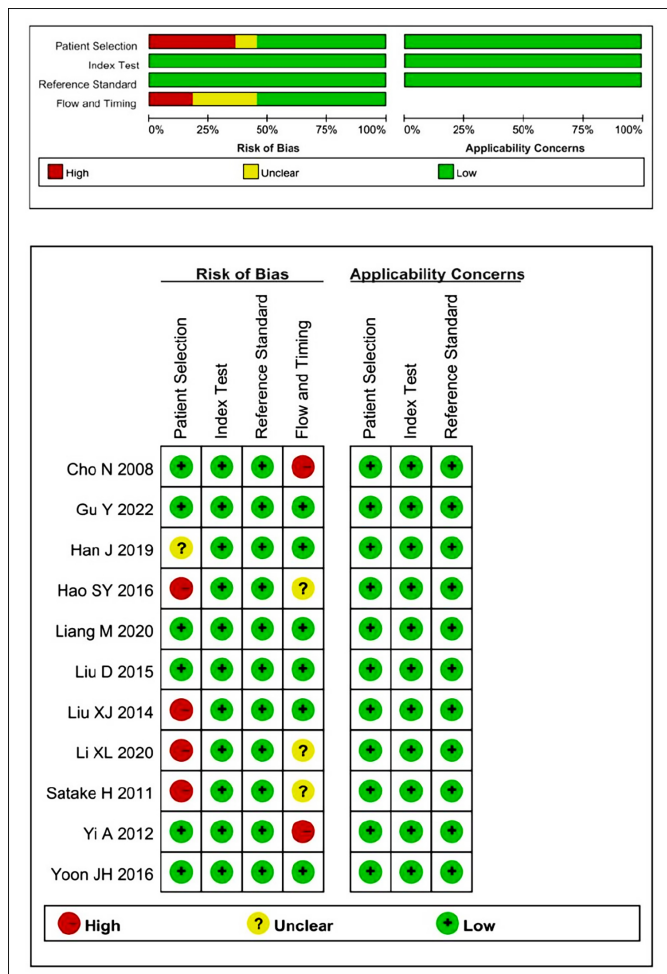 Patient Selection
Index Test
Reference Standard
Flow and Timing
0% 25% 50% 75% 100% 0% 25% 50% 75% 100%
Risk of Bias Applicability Concerns
High Unclear Low
Risk of Bias Applicability Concerns
Patient Selection Index Test Reference Standard Flow and Timing Patient Selection Index Test Reference Standard
Cho N 2008 + + + - + + +
Gu Y 2022 + + + + + + +
Han J 2019 ? + + + + + +
Hao SY 2016 - + + ? + + +
Liang M 2020 + + + + + + +
Liu D 2015 + + + + + + +
Liu XJ 2014 - + + + + + +
Li XL 2020 - + + ? + + +
Satake H 2011 - + + ? + + +
Yi A 2012 + + + - + + +
Yoon JH 2016 + + + + + + +
- High ? Unclear + Low